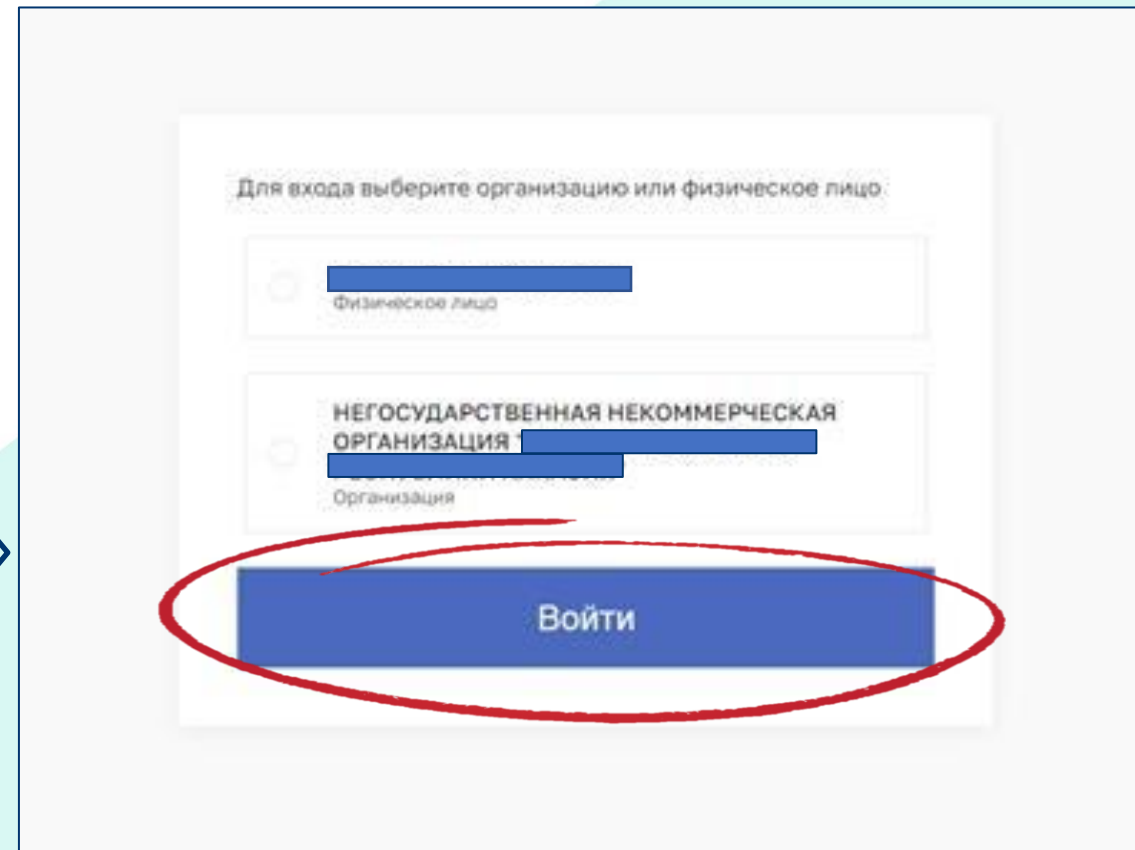 Для входа выберите организацию или физическое лицо
Физическое лицо
НЕГОСУДАРСТВЕННАЯ НЕКОММЕРЧЕСКАЯ
ОРГАНИЗАЦИЯ "
Организация
Войти